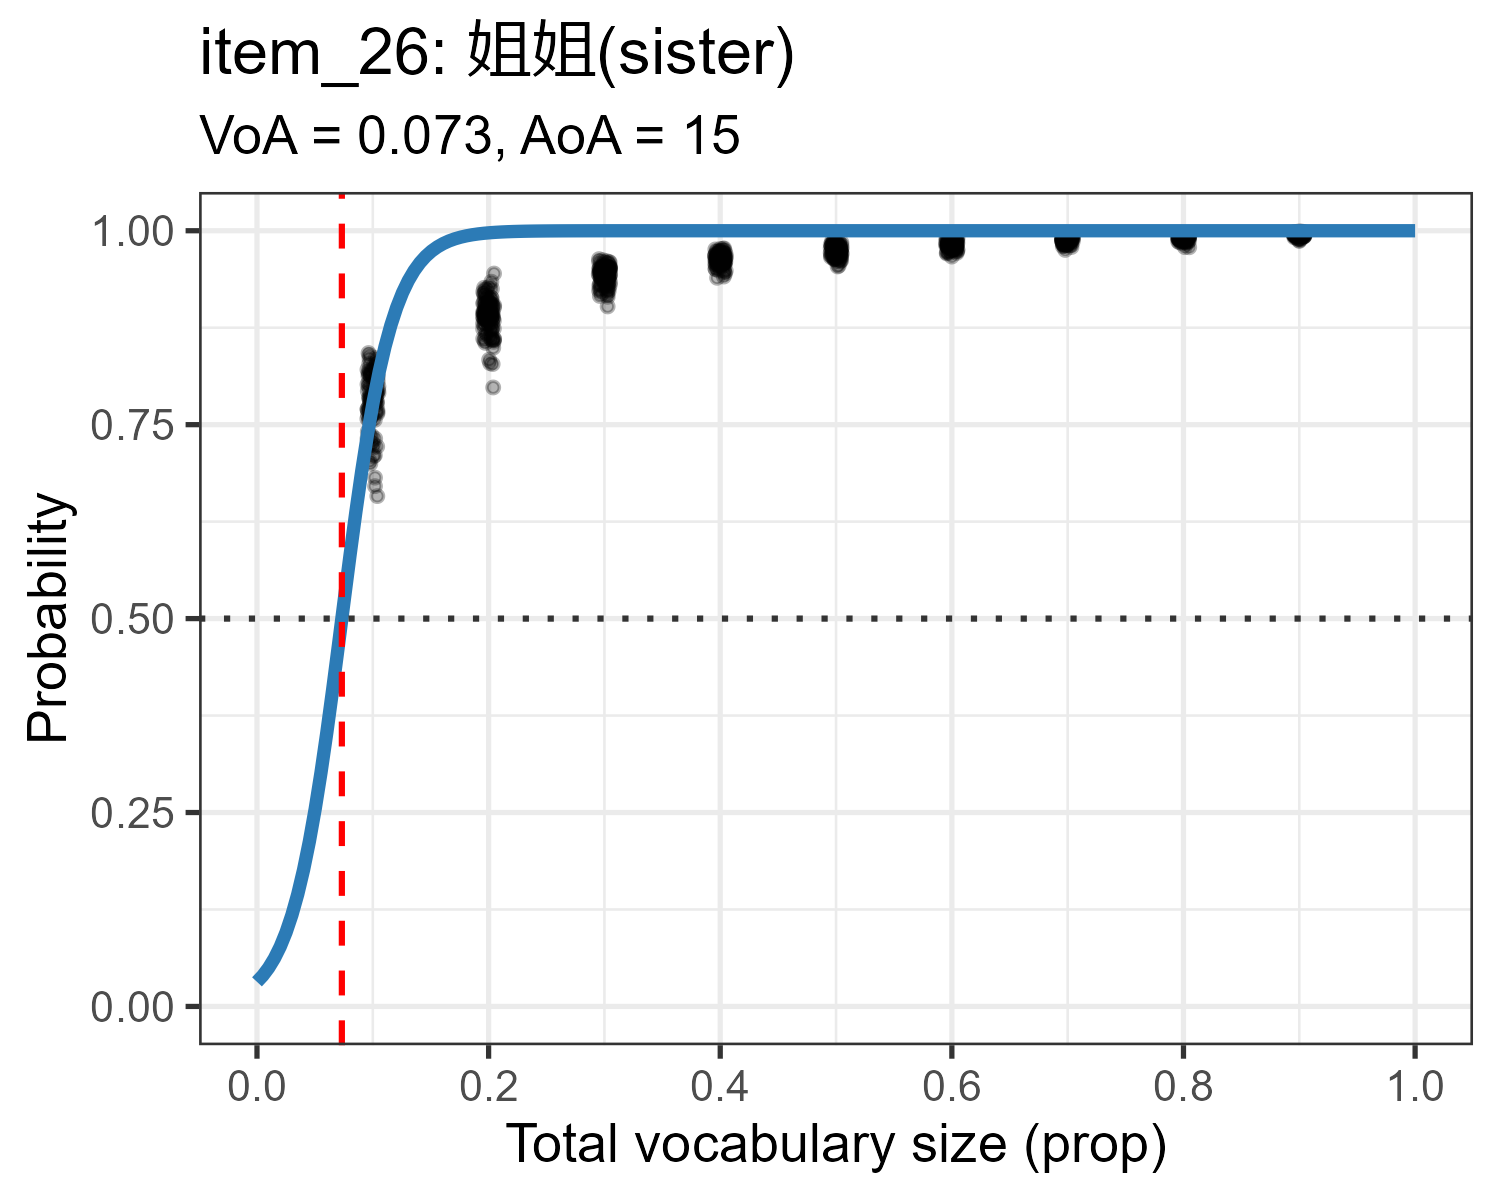 item_26: 姐姐(sister)
VoA = 0.073, AoA = 15
Probability
1.00
0.75
0.50
0.25
0.00
0.0 0.2 0.4 0.6 0.8 1.0
Total vocabulary size (prop)